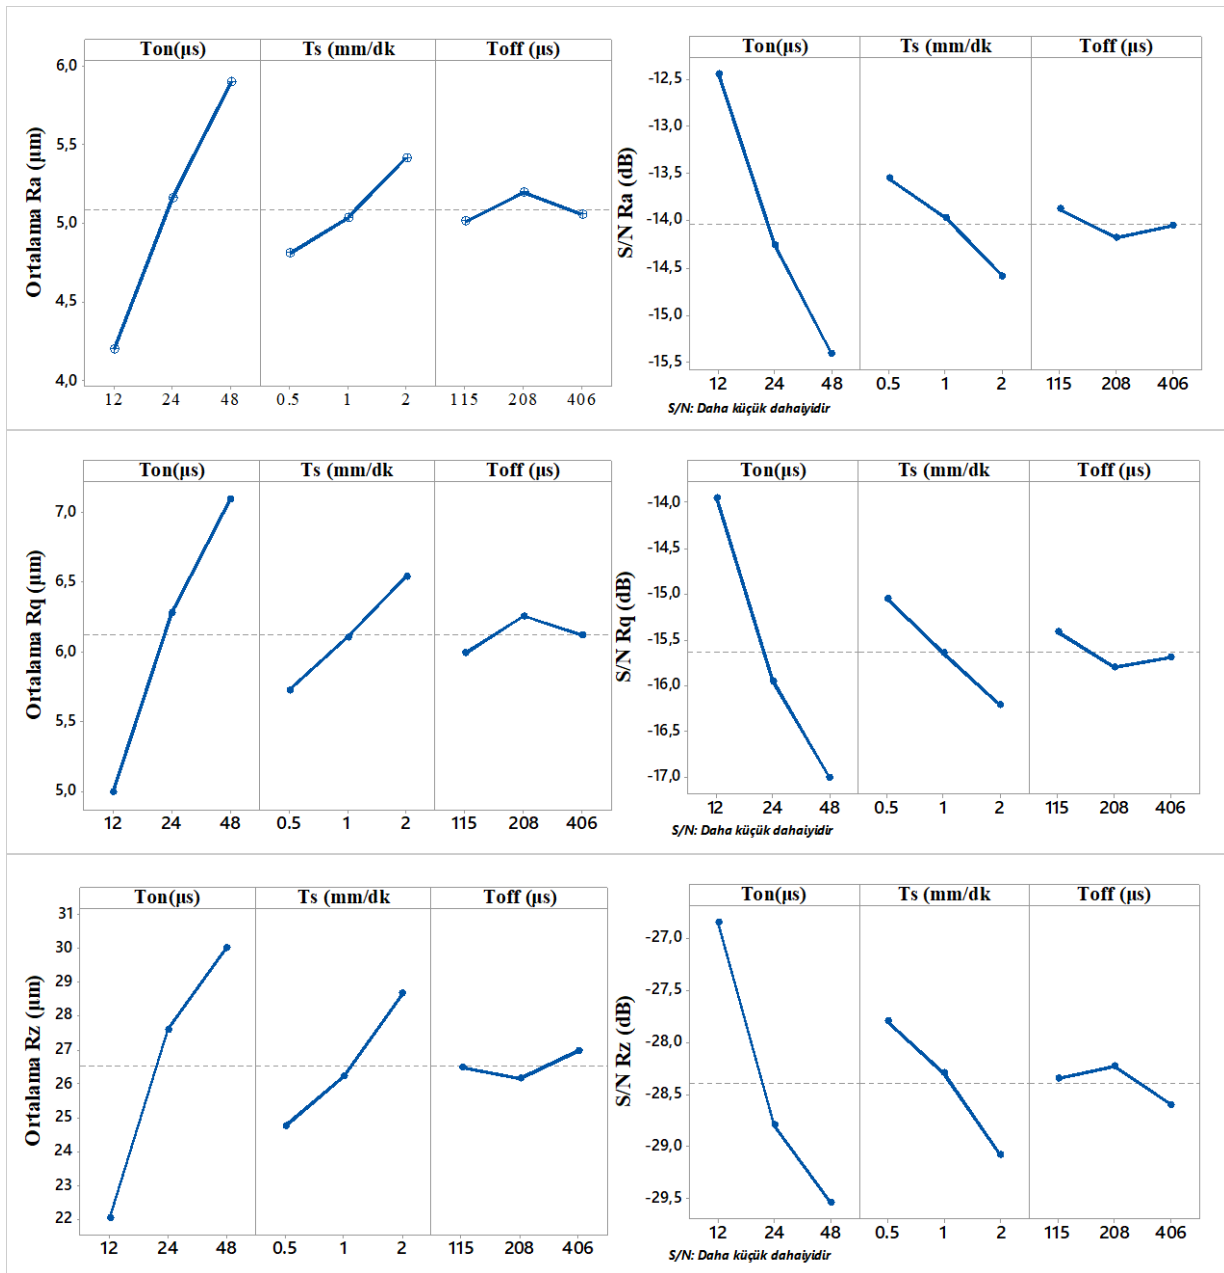 Ton(μs) Ts (mm/dk Toff (μs)
Ortalama Ra (μm)
6,0
5,5
5,0
4,5
4,0
12 24 48 0.5 1 2 115 208 406
Ton(μs) Ts (mm/dk Toff (μs)
S/N Ra (dB)
-12,5
-13,0
-13,5
-14,0
-14,5
-15,0
-15,5
12 24 48 0.5 1 2 115 208 406
S/N: Daha küçük dahaiyidir
Ton(μs) Ts (mm/dk Toff (μs)
Ortalama Rq (μm)
7,0
6,5
6,0
5,5
5,0
12 24 48 0.5 1 2 115 208 406
Ton(μs) Ts (mm/dk Toff (μs)
S/N Rq (dB)
-14,0
-14,5
-15,0
-15,5
-16,0
-16,5
-17,0
12 24 48 0.5 1 2 115 208 406
S/N: Daha küçük dahaiyidir
Ton(μs) Ts (mm/dk Toff (μs)
Ortalama Rz (μm)
31
30
29
28
27
26
25
24
23
22
12 24 48 0.5 1 2 115 208 406
Ton(μs) Ts (mm/dk Toff (μs)
S/N Rz (dB)
-27,0
-27,5
-28,0
-28,5
-29,0
-29,5
12 24 48 0.5 1 2 115 208 406
S/N: Daha küçük dahaiyidir